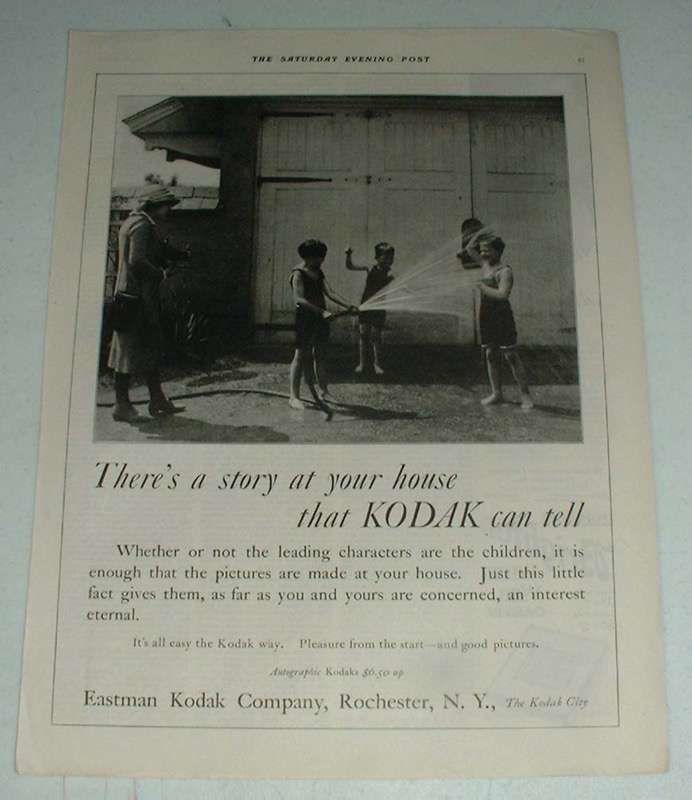 THE SATURDAY EVENING POST
There's a story at your house
that KODAK can tell
Whether or not the leading characters are the children, it is
enough that the pictures are made at your house. Just this little
fact gives them, as far as you and yours are concerned, an interest
eternal.
It's all easy the Kodak way. Pleasure from the start—and good pictures.
Autographic Kodaks $6.50 up
Eastman Kodak Company, Rochester, N. Y., The Kodak City